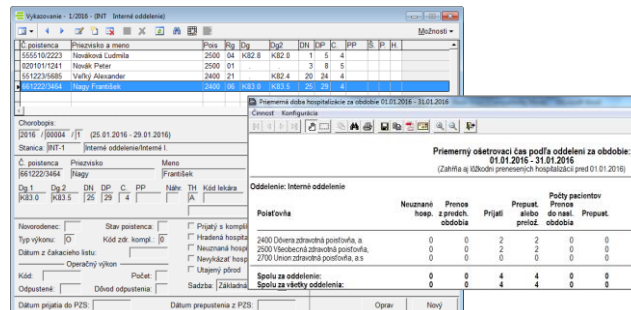 Vykazovanie - 1/2016 - (INT Interné oddelenie)
Možnosti
Č.poistenca Priezvisko a meno Pois Rg Dg Dg2 DN DP C. PP Š. P. H.
555510/2223 Nováková Ľudmila 2500 04 K82.8 K82.0 1 5 4
020101/1241 Novák Peter 2500 01 . . 3 8 5
551223/5685 Veľký Alexander 2400 21 . K82.4 20 24 4
661222/3464 Nagy František 2400 06 K83.0 K83.5 25 29 4
Chorobopis:
2016 / 00004 / 1 (25.01.2016 - 29.01.2016)
Stanica: INT-1 Interné oddelenie/Interné I.
Č. poistenca Priezvisko Meno
661222/3464 Nagy František
Dg.1 Dg.2 DN DP C. PP Náhr. TH Kód lekára
K83.0 K83.5 25 29 4 A
Novorodenec: Stav poistenca: Prijatý s kompli
Typ výkonu: O Kód zdr. kompl.: 0 Hradená hospita
Dátum z čakacieho listu: Neuznaná hospi
Operačný výkon Nevykázať hosp
Kód: Počet: Utajený pôrod
Odpustené: Dôvod odpustenia: Sadzba: Základná
Dátum prijatia do PZS: Dátum prepustenia z PZS: Oprav Nový
Priemerná doba hospitalizácie za obdobie 01.01.2016 - 31.01.2016
Činnosť Konfigurácia
Priemerný ošetrovací čas podľa oddelení za obdobie:
01.01.2016 - 31.01.2016
(Zahŕňa aj lôžkodni prenesených hospitalizácií pred 01.01.2016)
Oddelenie: Interné oddelenie
Počty pacientov
Poisťovňa Neuznané hosp. Prenos z predch. obdobia Prijatí Prepust. alebo prelož. Prenos do nasl. obdobia Prepust.
2400 Dôvera zdravotná poisťovňa, a. 0 0 2 2 0 0
2500 Všeobecná zdravotná poisťovňa, 0 0 2 2 0 0
2700 Union zdravotná poisťovňa, a.s 0 0 0 0 0 0
Spolu za oddelenie: 0 0 4 4 0 0
Spolu za všetky oddelenia: 0 0 4 4 0 0